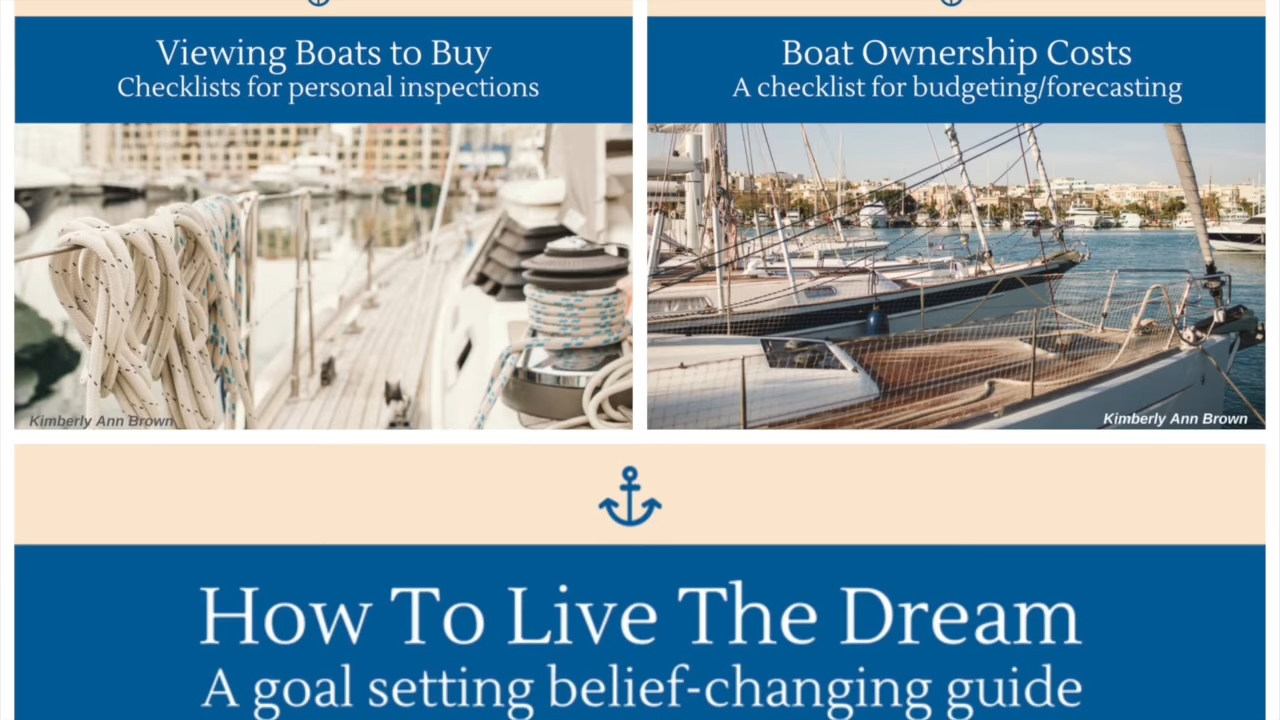 Viewing Boats to Buy
Checklists for personal inspections
Kimberly Ann Brown
Boat Ownership Costs
A checklist for budgeting/forecasting
Kimberly Ann Brown
How To Live The Dream
A goal setting belief-changing guide